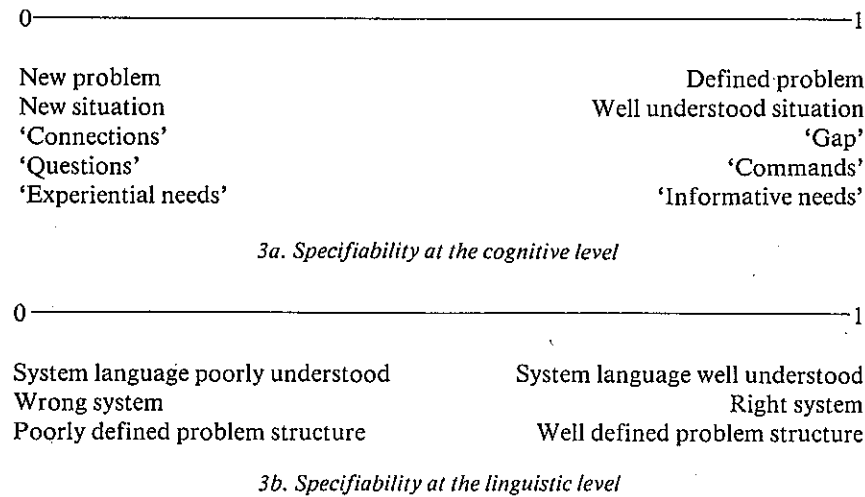 0 1
New problem Defined problem
New situation Well understood situation
‘Connections’ ‘Gap’
‘Questions’ ‘Commands’
‘Experiential needs’ ‘Informative needs’
3a. Specifiability at the cognitive level
0 1
System language poorly understood System language well understood
Wrong system Right system
Poorly defined problem structure Well defined problem structure
3b. Specifiability at the linguistic level